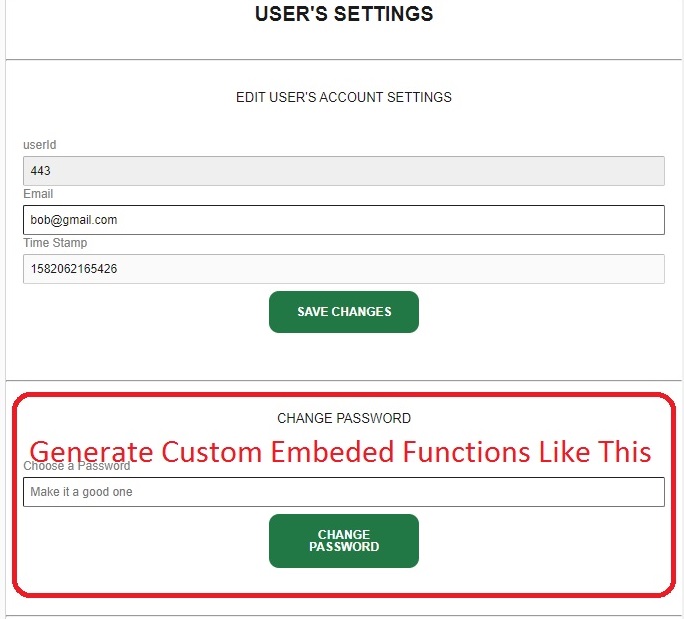 USER'S SETTINGS
EDIT USER'S ACCOUNT SETTINGS
userId
443
Email
bob@gmail.com
Time Stamp
1582062165426
SAVE CHANGES
CHANGE PASSWORD
Generate Custom Embeded Functions Like This
Choose a Password
Make it a good one
CHANGE
PASSWORD